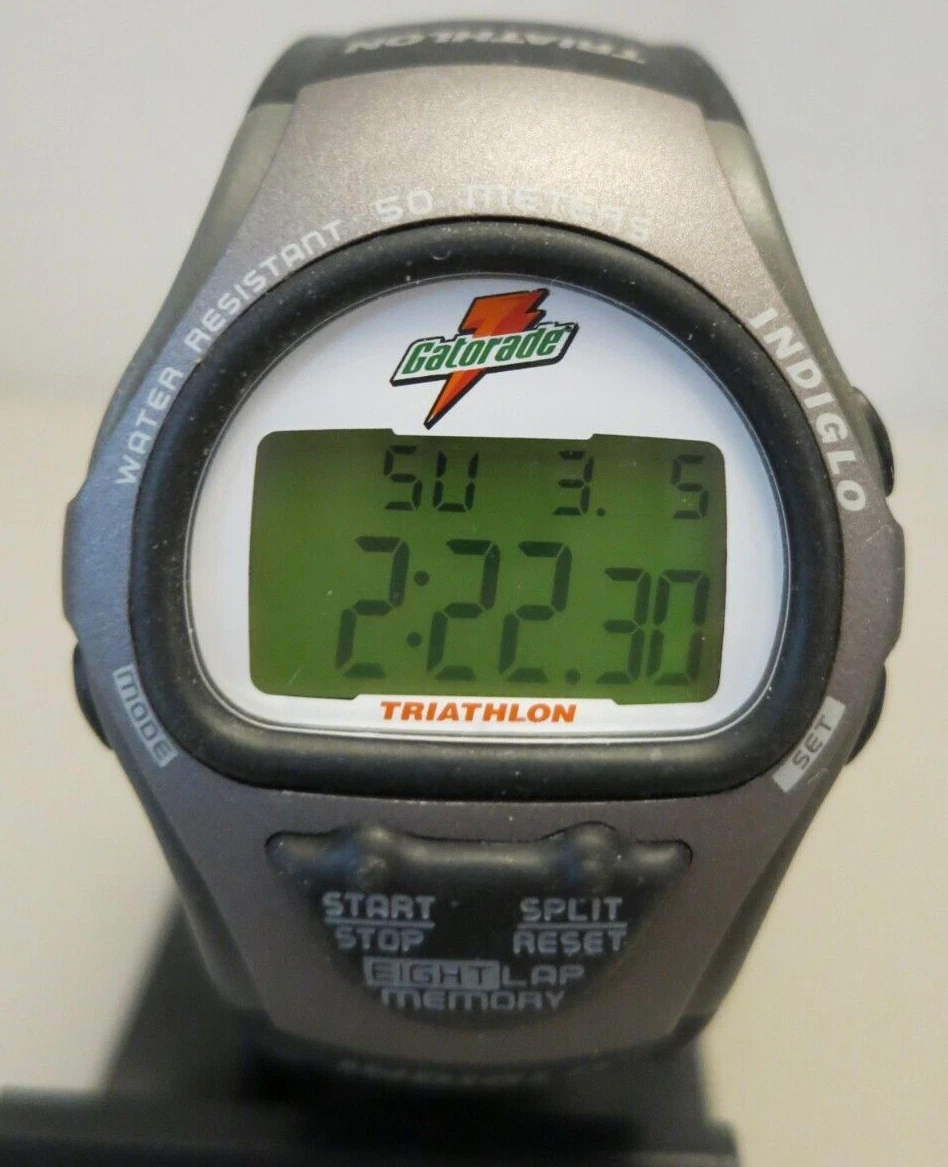 TRIATHLON
WATER RESISTANT 50 METERS
INDIGLO
Gatorade
SU 3. 5
2:22.30
TRIATHLON
MODE
SET
START
STOP
SPLIT
RESET
EIGHT LAP
MEMORY